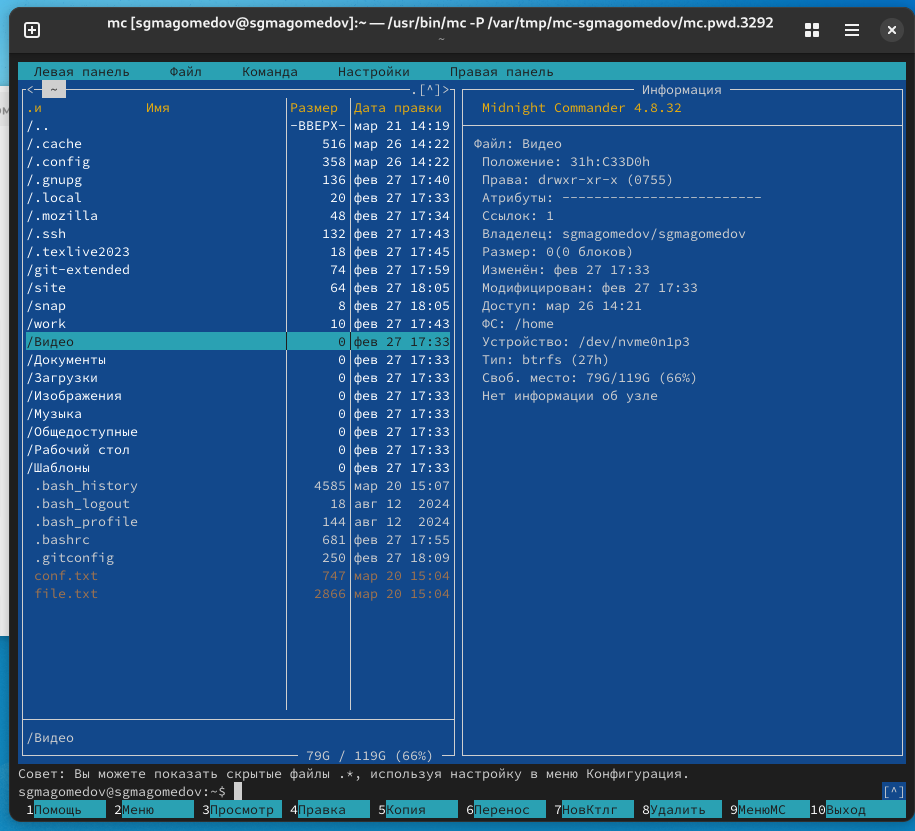 mc [sgmagomedov@sgmagomedov]:~ — /usr/bin/mc -P /var/tmp/mc-sgmagomedov/mc.pwd.3292
~
Левая панель Файл Команда Настройки Правая панель
<─ ~ .[^]>
.и Имя Размер Дата правки
/.. -ВВЕРХ- мар 21 14:19
/.cache 516 мар 26 14:22
/.config 358 мар 26 14:22
/.gnupg 136 фев 27 17:40
/.local 20 фев 27 17:33
/.mozilla 48 фев 27 17:34
/.ssh 132 фев 27 17:43
/.texlive2023 18 фев 27 17:45
/git-extended 74 фев 27 17:59
/site 64 фев 27 18:05
/snap 8 фев 27 18:05
/work 10 фев 27 17:43
/Видео 0 фев 27 17:33
/Документы 0 фев 27 17:33
/Загрузки 0 фев 27 17:33
/Изображения 0 фев 27 17:33
/Музыка 0 фев 27 17:33
/Общедоступные 0 фев 27 17:33
/Рабочий стол 0 фев 27 17:33
/Шаблоны 0 фев 27 17:33
.bash_history 4585 мар 20 15:07
.bash_logout 18 авг 12 2024
.bash_profile 144 авг 12 2024
.bashrc 681 фев 27 17:55
.gitconfig 250 фев 27 18:09
conf.txt 747 мар 20 15:04
file.txt 2866 мар 20 15:04
/Видео
79G / 119G (66%)
Информация
Midnight Commander 4.8.32
Файл: Видео
Положение: 31h:C33D0h
Права: drwxr-xr-x (0755)
Атрибуты: -------------------------
Ссылок: 1
Владелец: sgmagomedov/sgmagomedov
Размер: 0(0 блоков)
Изменён: фев 27 17:33
Модифицирован: фев 27 17:33
Доступ: мар 26 14:21
ФС: /home
Устройство: /dev/nvme0n1p3
Тип: btrfs (27h)
Своб. место: 79G/119G (66%)
Нет информации об узле
Совет: Вы можете показать скрытые файлы .*, используя настройку в меню Конфигурация.
sgmagomedov@sgmagomedov:~$ [^]
1Помощь 2Меню 3Просмотр 4Правка 5Копия 6Перенос 7НовКтлг 8Удалить 9МенюМС 10Выход